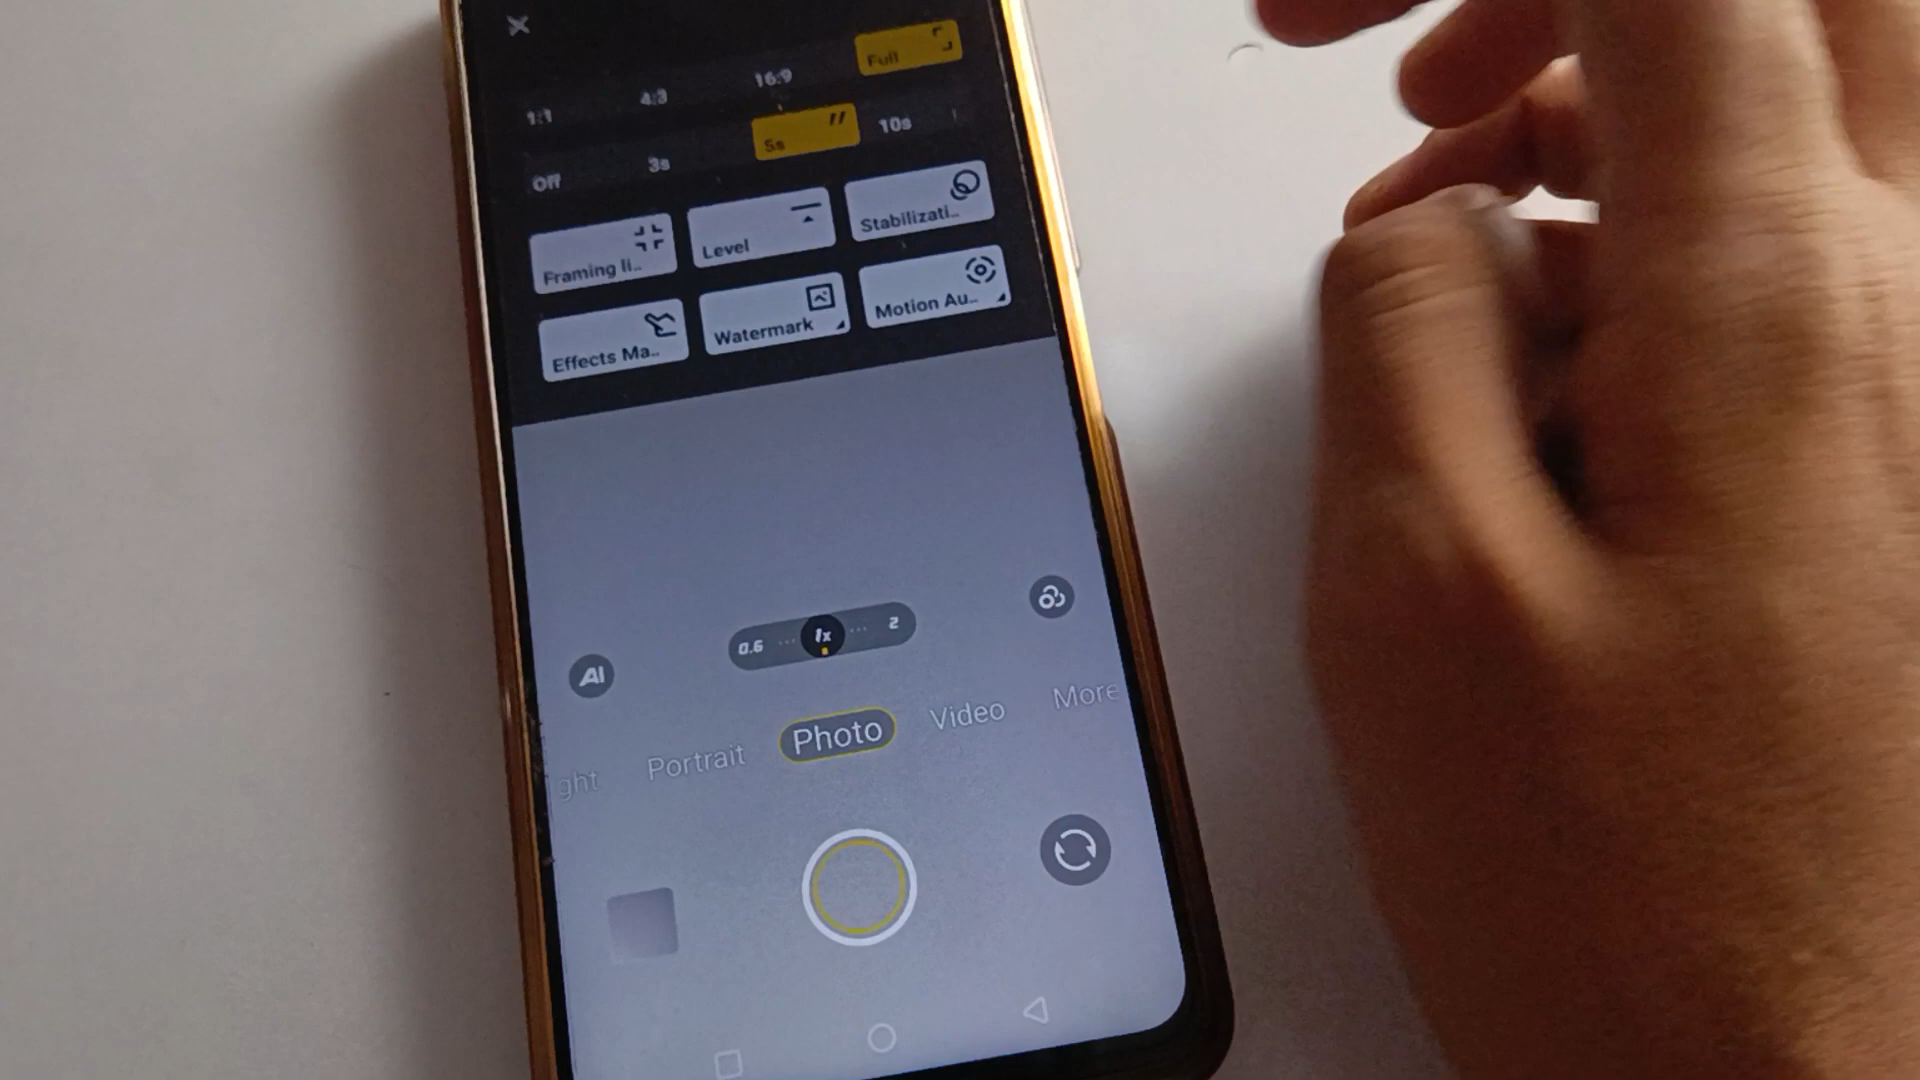 1:1 4:3 16:9 Full
Off 3s 5s 10s
Framing li.. Level Stabilizati..
Effects Ma.. Watermark Motion Au..
0.6 1x 2
AI
ght Portrait Photo Video More